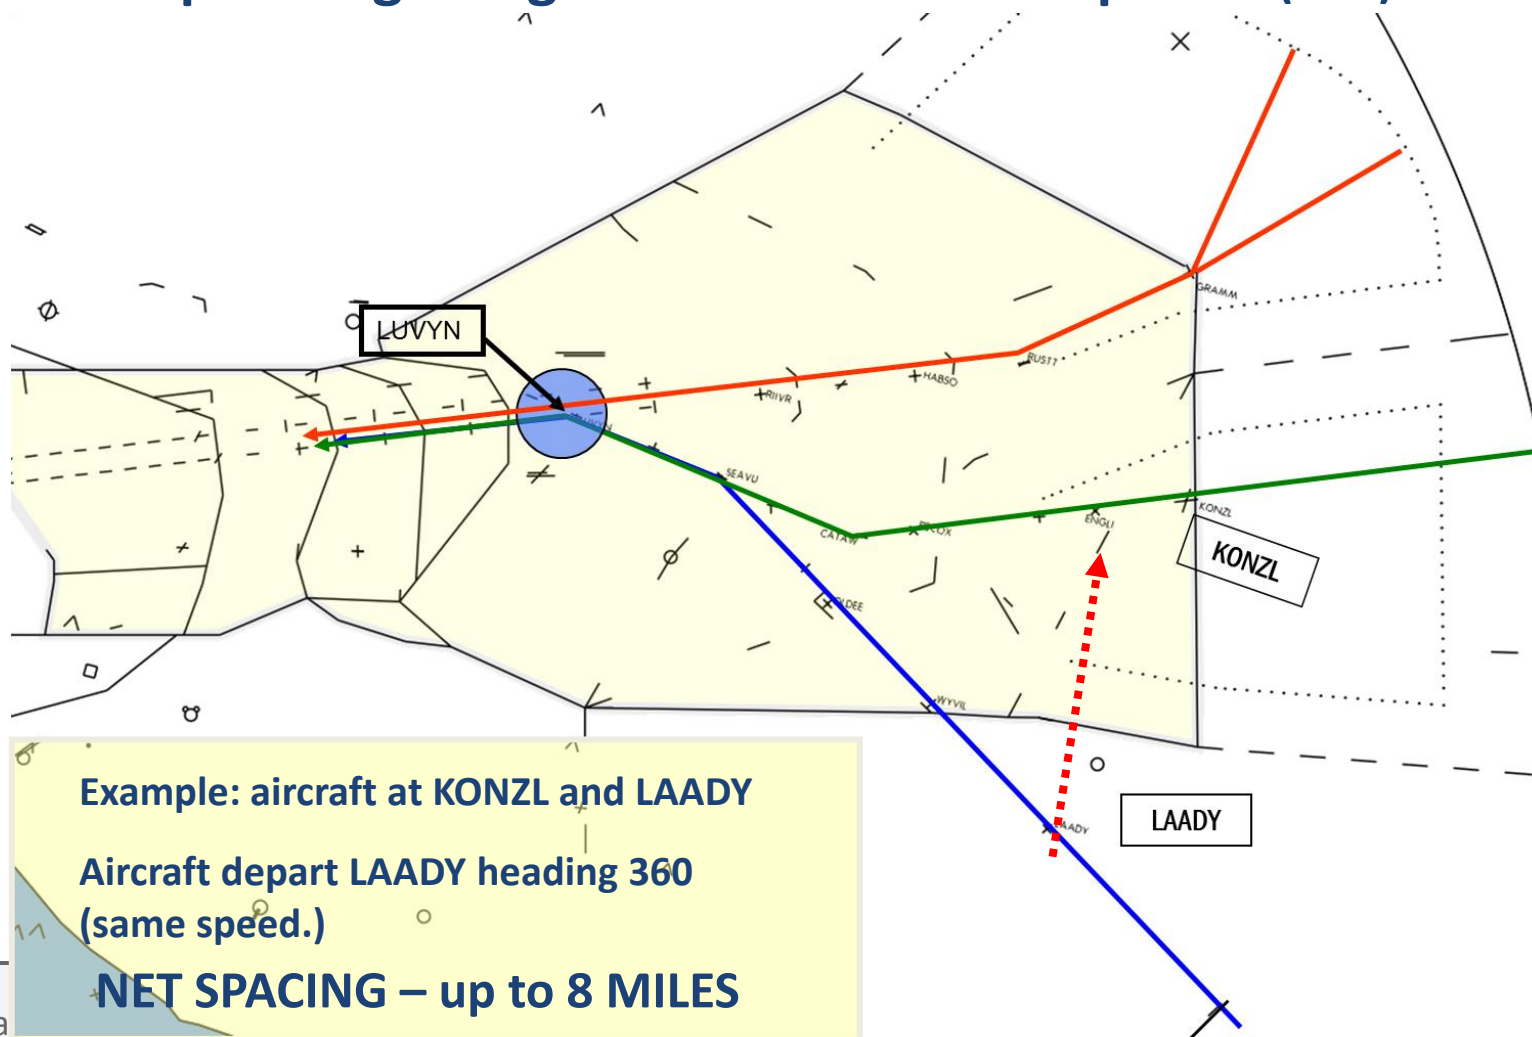 GRAMM
LUVYN
RUSTT
HABSO
RIIVR
SEAVU
KONZL
ENGLI
CATAW
KONZL
WYVIL
Example: aircraft at KONZL and LAADY
LAADY
LAADY
Aircraft depart LAADY heading 360
(same speed.)
NET SPACING – up to 8 MILES